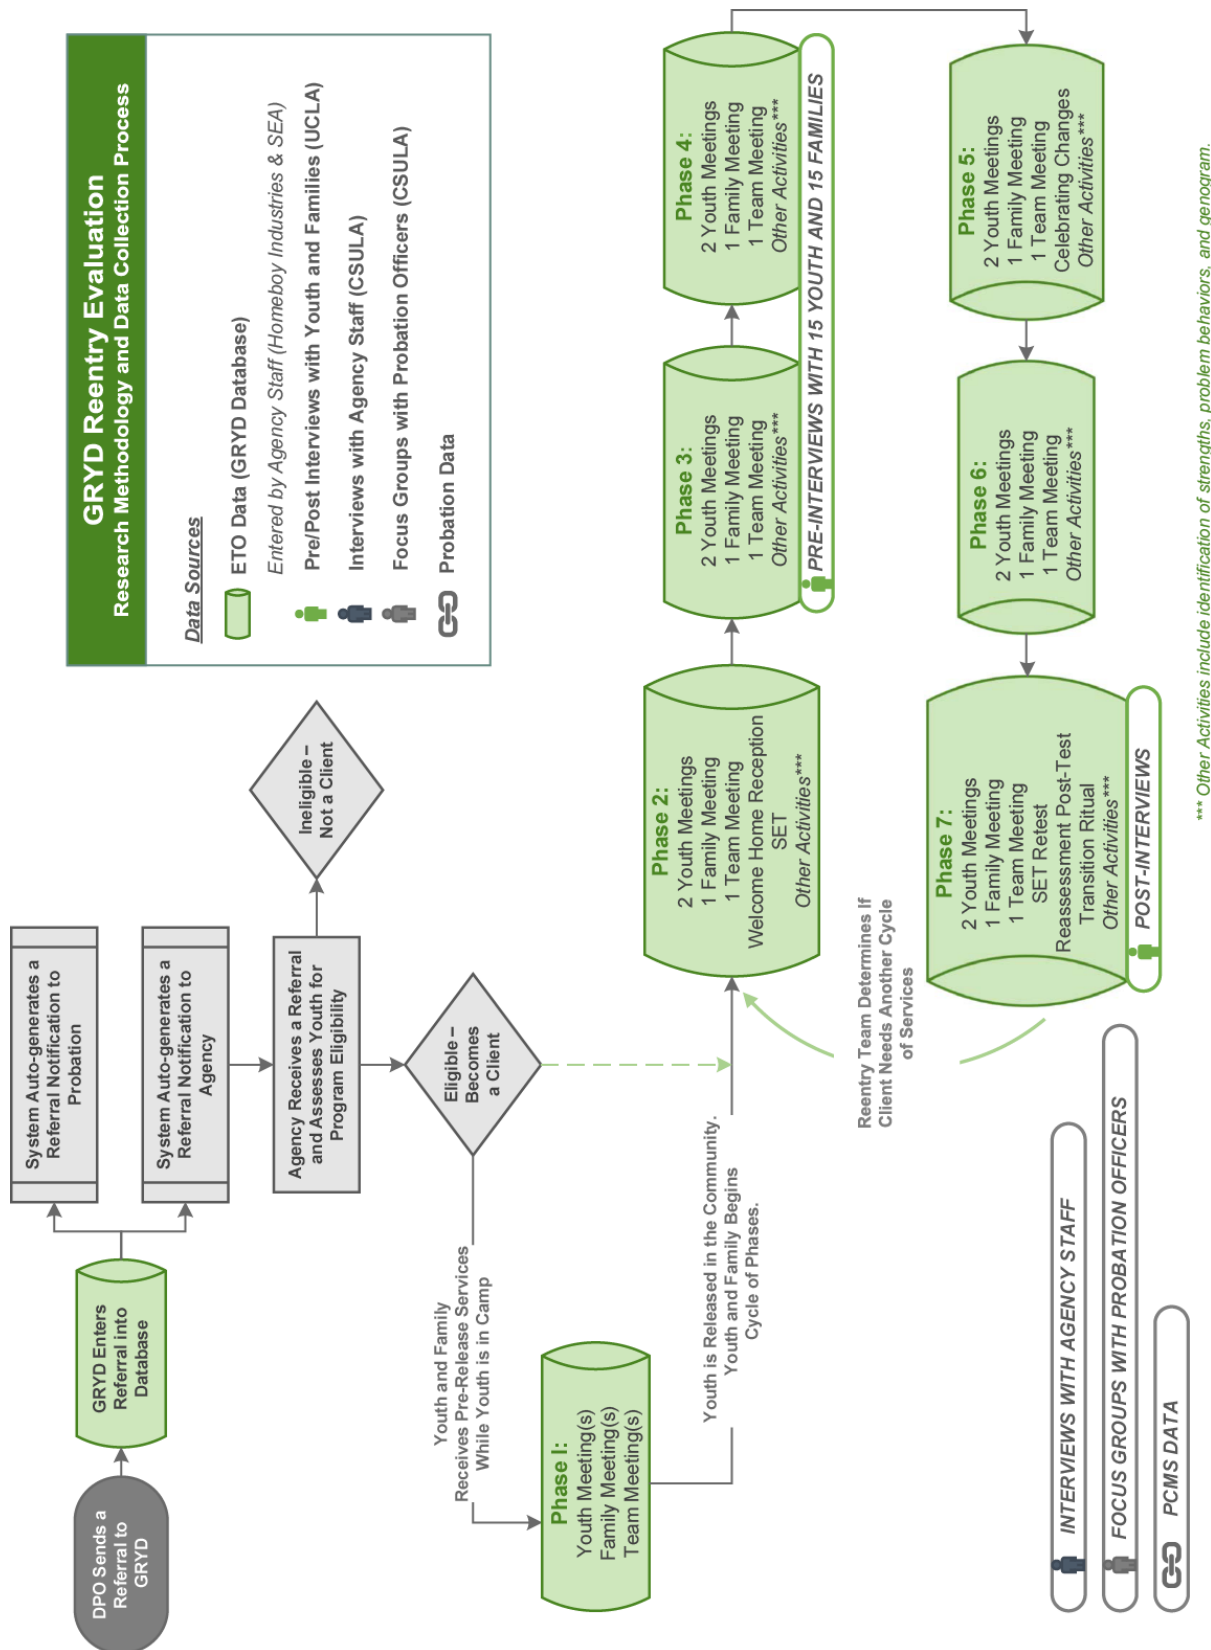 GRYD Reentry Evaluation
Research Methodology and Data Collection Process
Data Sources
ETO Data (GRYD Database)
Entered by Agency Staff (Homeboy Industries & SEA)
Pre/Post Interviews with Youth and Families (UCLA)
Interviews with Agency Staff (CSULA)
Focus Groups with Probation Officers (CSULA)
Probation Data
DPO Sends a
Referral to
GRYD
GRYD Enters
Referral into
Database
System Auto-generates a
Referral Notification to
Probation
System Auto-generates a
Referral Notification to
Agency
Agency Receives a Referral
and Assesses Youth for
Program Eligibility
Ineligible –
Not a Client
Eligible –
Becomes
a Client
Youth and Family
Receives Pre-Release Services
While Youth is in Camp
Phase I:
Youth Meeting(s)
Family Meeting(s)
Team Meeting(s)
Youth is Released in the Community.
Youth and Family Begins
Cycle of Phases.
Phase 2:
2 Youth Meetings
1 Family Meeting
1 Team Meeting
Welcome Home Reception
SET
Other Activities***
Phase 3:
2 Youth Meetings
1 Family Meeting
1 Team Meeting
Other Activities***
Phase 4:
2 Youth Meetings
1 Family Meeting
1 Team Meeting
Other Activities***
PRE-INTERVIEWS WITH 15 YOUTH AND 15 FAMILIES
Phase 5:
2 Youth Meetings
1 Family Meeting
1 Team Meeting
Celebrating Changes
Other Activities***
Phase 6:
2 Youth Meetings
1 Family Meeting
1 Team Meeting
Other Activities***
Phase 7:
2 Youth Meetings
1 Family Meeting
1 Team Meeting
SET Retest
Reassessment Post-Test
Transition Ritual
Other Activities***
POST-INTERVIEWS
Reentry Team Determines If
Client Needs Another Cycle
of Services
INTERVIEWS WITH AGENCY STAFF
FOCUS GROUPS WITH PROBATION OFFICERS
PCMS DATA
*** Other Activities include identification of strengths, problem behaviors, and genogram.